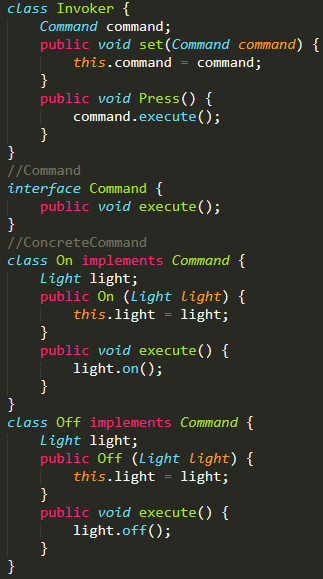 class Invoker {
    Command command;
    public void set(Command command) {
        this.command = command;
    }
    public void Press() {
        command.execute();
    }
}
//Command
interface Command {
    public void execute();
}
//ConcreteCommand
class On implements Command {
    Light light;
    public On (Light light) {
        this.light = light;
    }
    public void execute() {
        light.on();
    }
}
class Off implements Command {
    Light light;
    public Off (Light light) {
        this.light = light;
    }
    public void execute() {
        light.off();
    }
}